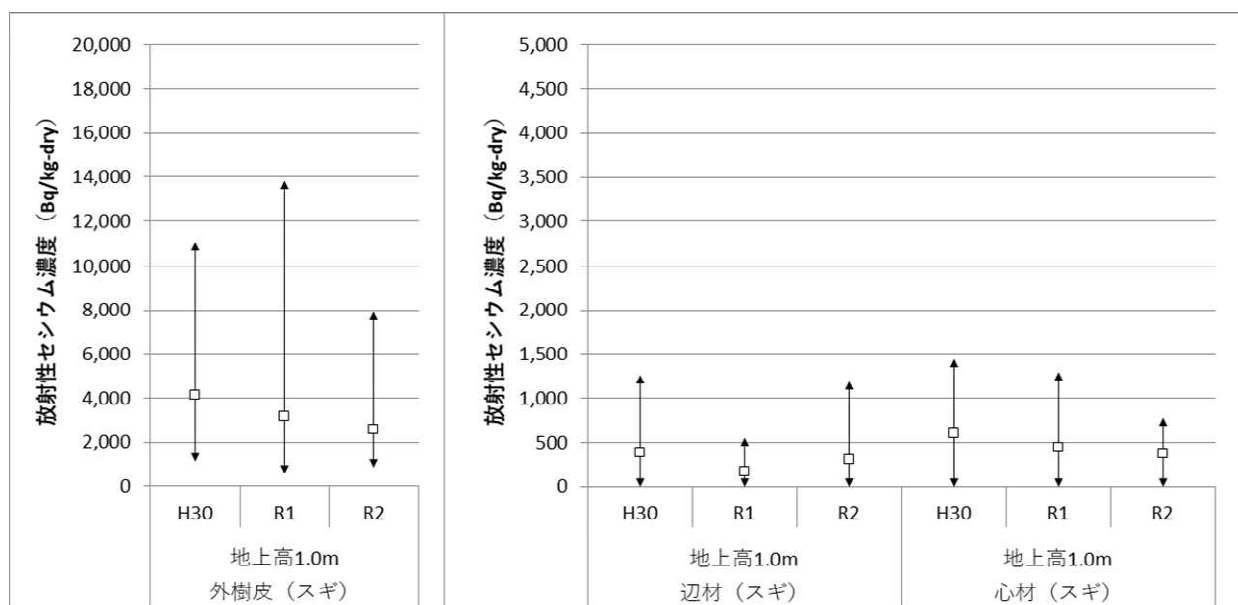 放射性セシウム濃度（Bq/kg-dry）
20,000
18,000
16,000
14,000
12,000
10,000
8,000
6,000
4,000
2,000
0
H30 R1 R2
地上高1.0m
外樹皮（スギ）
放射性セシウム濃度（Bq/kg-dry）
5,000
4,500
4,000
3,500
3,000
2,500
2,000
1,500
1,000
500
0
H30 R1 R2 H30 R1 R2
地上高1.0m 地上高1.0m
辺材（スギ） 心材（スギ）